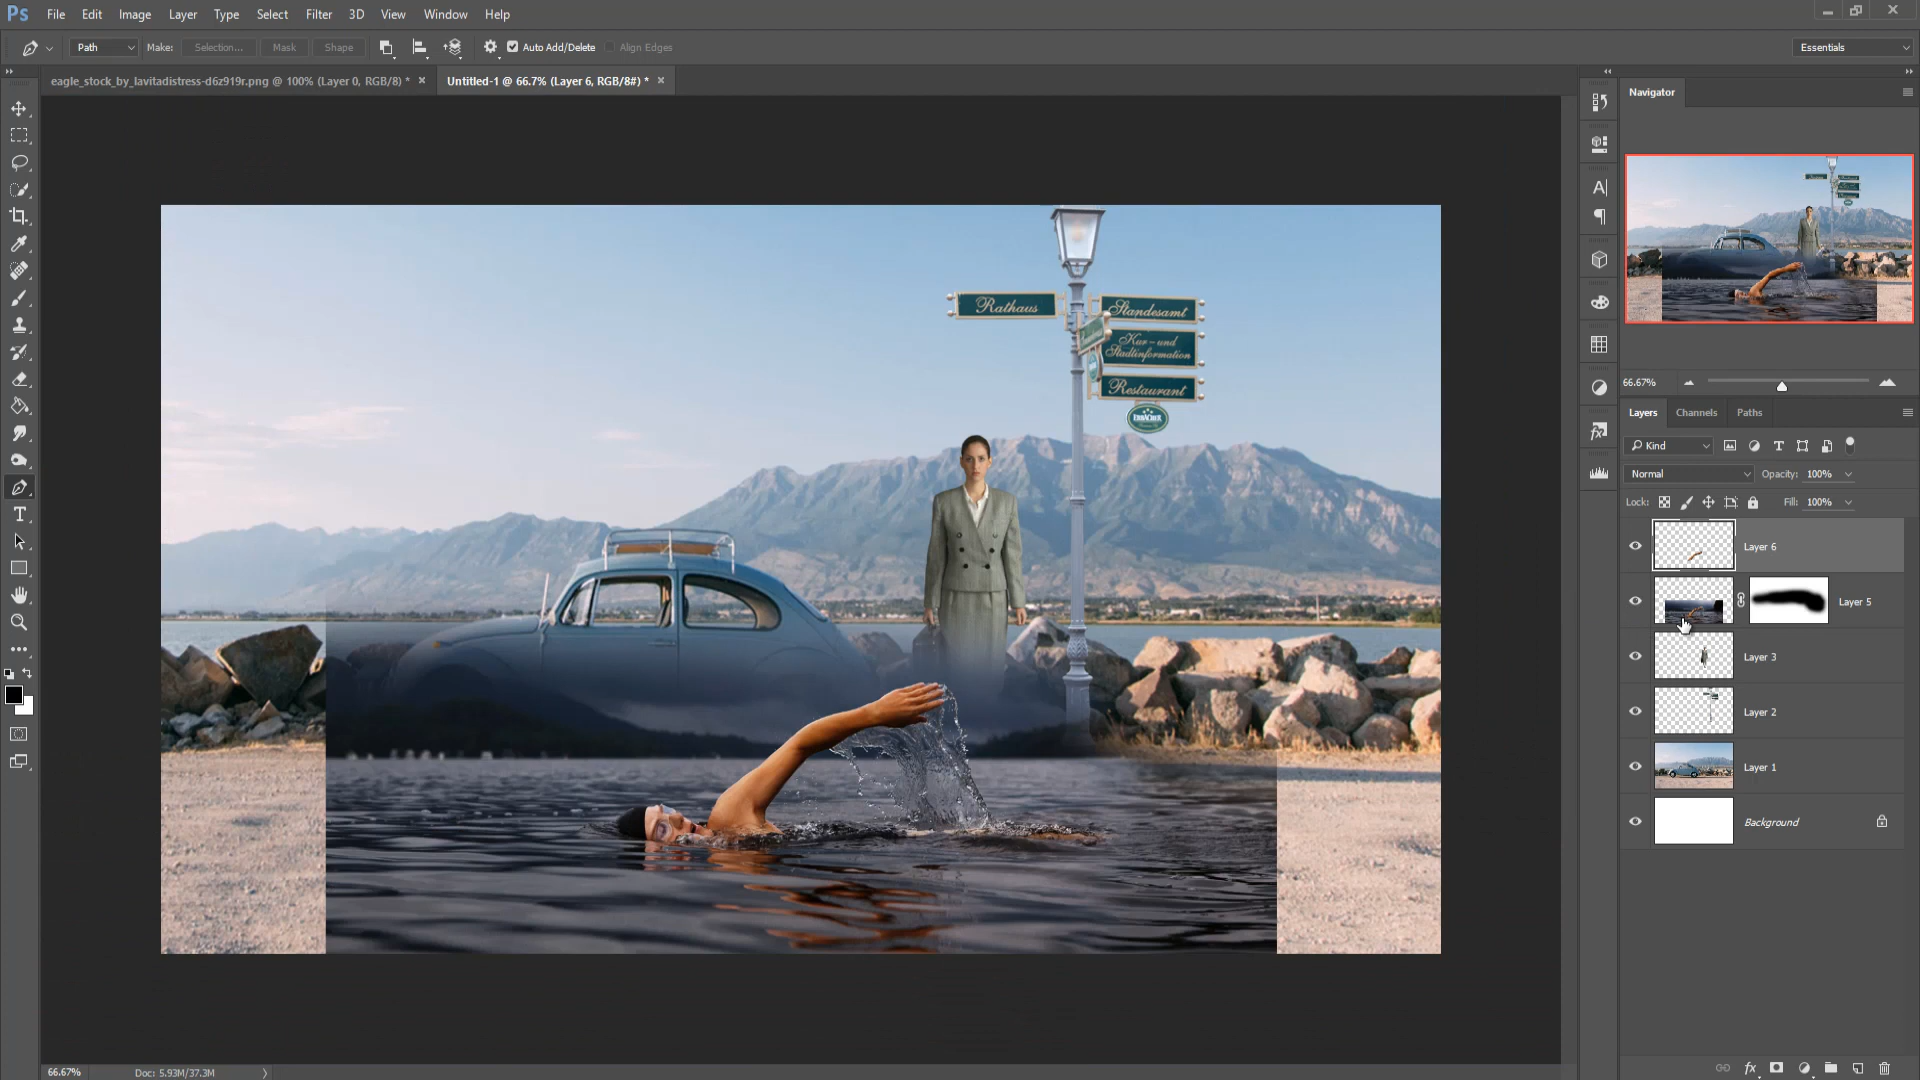 Ps File Edit Image Layer Type Select Filter 3D View Window Help
Path Make: Selection... Mask Shape Auto Add/Delete Align Edges Essentials
eagle_stock_by_lavitadistress-d6z919r.png @ 100% (Layer 0, RGB/8) * × Untitled-1 @ 66.7% (Layer 6, RGB/8#) * ×
Navigator
Rathaus
Standesamt
Kur - und
Stadtinformation
Restaurant
ERBACHER
66.67%
Layers Channels Paths
Kind
Normal Opacity: 100%
Lock: Fill: 100%
Layer 6
Layer 5
Layer 3
Layer 2
Layer 1
Background
66.67% Doc: 5.93M/37.3M